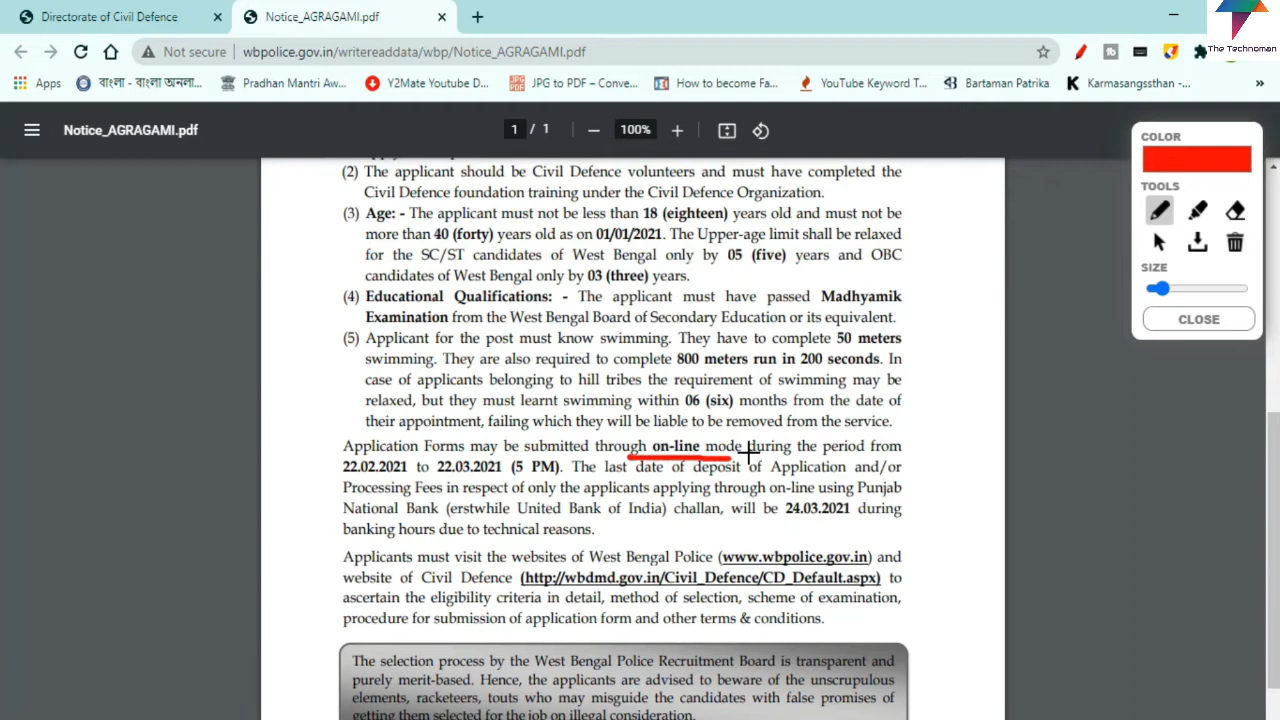 Directorate of Civil Defence
Notice_AGRAGAMI.pdf
The Technoman
Not secure
wbpolice.gov.in/writereaddata/wbp/Notice_AGRAGAMI.pdf
Apps
বাংলা - বাংলা অনলা...
Pradhan Mantri Aw...
Y2Mate Youtube D...
JPG to PDF – Conve...
How to become Fa...
YouTube Keyword T...
Bartaman Patrika
Karmasangssthan -...
»
Notice_AGRAGAMI.pdf
1 / 1
100%
COLOR
TOOLS
SIZE
CLOSE
(2) The applicant should be Civil Defence volunteers and must have completed the
Civil Defence foundation training under the Civil Defence Organization.
(3) Age: - The applicant must not be less than 18 (eighteen) years old and must not be
more than 40 (forty) years old as on 01/01/2021. The Upper-age limit shall be relaxed
for the SC/ST candidates of West Bengal only by 05 (five) years and OBC
candidates of West Bengal only by 03 (three) years.
(4) Educational Qualifications: - The applicant must have passed Madhyamik
Examination from the West Bengal Board of Secondary Education or its equivalent.
(5) Applicant for the post must know swimming. They have to complete 50 meters
swimming. They are also required to complete 800 meters run in 200 seconds. In
case of applicants belonging to hill tribes the requirement of swimming may be
relaxed, but they must learnt swimming within 06 (six) months from the date of
their appointment, failing which they will be liable to be removed from the service.
Application Forms may be submitted through on-line mode during the period from
22.02.2021 to 22.03.2021 (5 PM). The last date of deposit of Application and/or
Processing Fees in respect of only the applicants applying through on-line using Punjab
National Bank (erstwhile United Bank of India) challan, will be 24.03.2021 during
banking hours due to technical reasons.
Applicants must visit the websites of West Bengal Police (www.wbpolice.gov.in) and
website of Civil Defence (http://wbdmd.gov.in/Civil_Defence/CD_Default.aspx) to
ascertain the eligibility criteria in detail, method of selection, scheme of examination,
procedure for submission of application form and other terms & conditions.
The selection process by the West Bengal Police Recruitment Board is transparent and
purely merit-based. Hence, the applicants are advised to beware of the unscrupulous
elements, racketeers, touts who may misguide the candidates with false promises of
getting them selected for the job on illegal consideration.